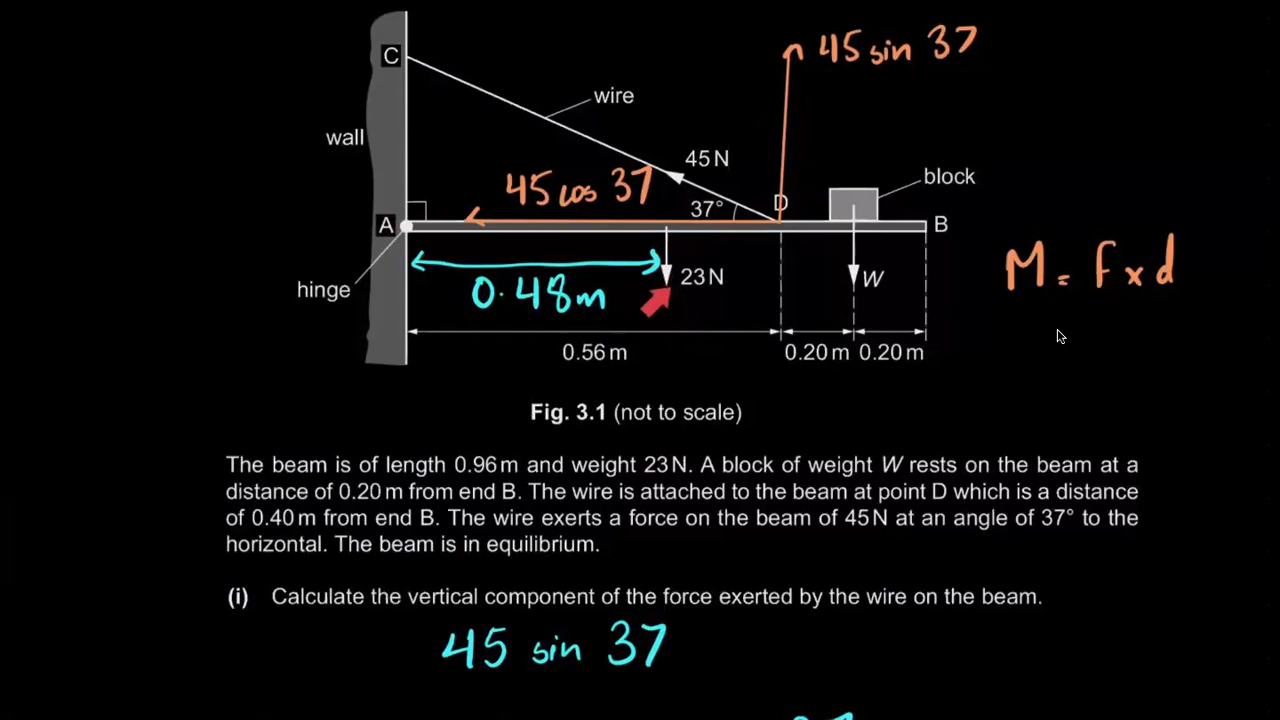 45 sin 37
C
wire
wall
45 N
45 cos 37
37°
D
block
A
B
M = F x d
hinge
0.48m
23 N
W
0.56 m
0.20 m
0.20 m
Fig. 3.1 (not to scale)
The beam is of length 0.96 m and weight 23 N. A block of weight W rests on the beam at a
distance of 0.20 m from end B. The wire is attached to the beam at point D which is a distance
of 0.40 m from end B. The wire exerts a force on the beam of 45 N at an angle of 37° to the
horizontal. The beam is in equilibrium.
(i) Calculate the vertical component of the force exerted by the wire on the beam.
45 sin 37